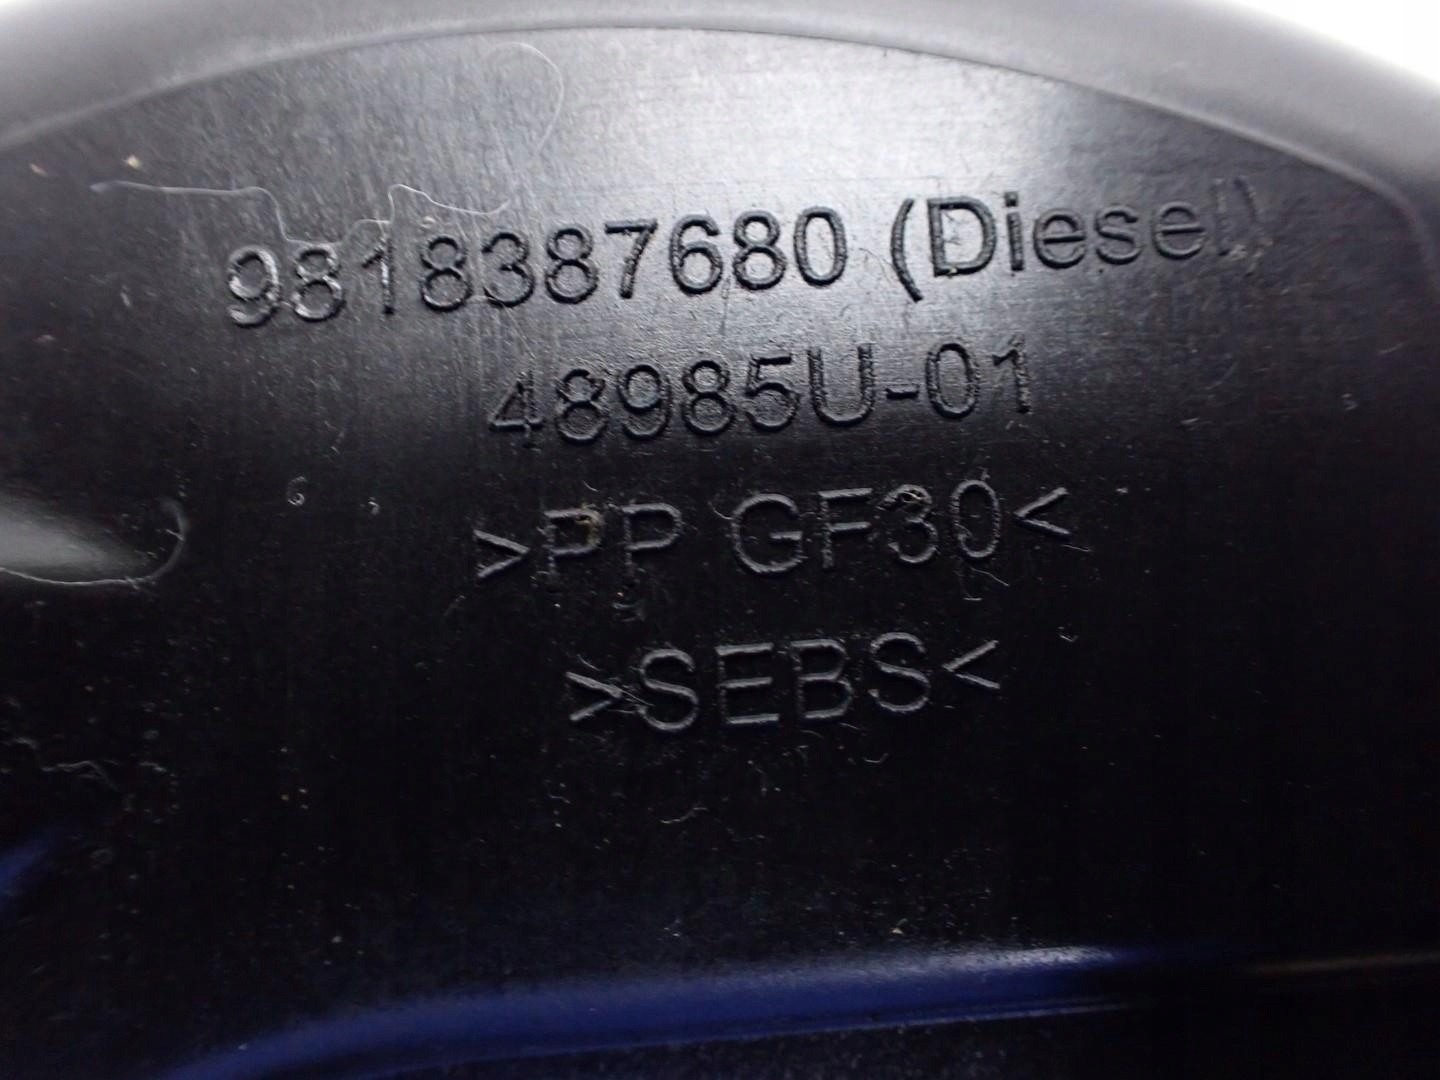 9818387680 (Diesel)
48985U-01
>PP GF30<
>SEBS<